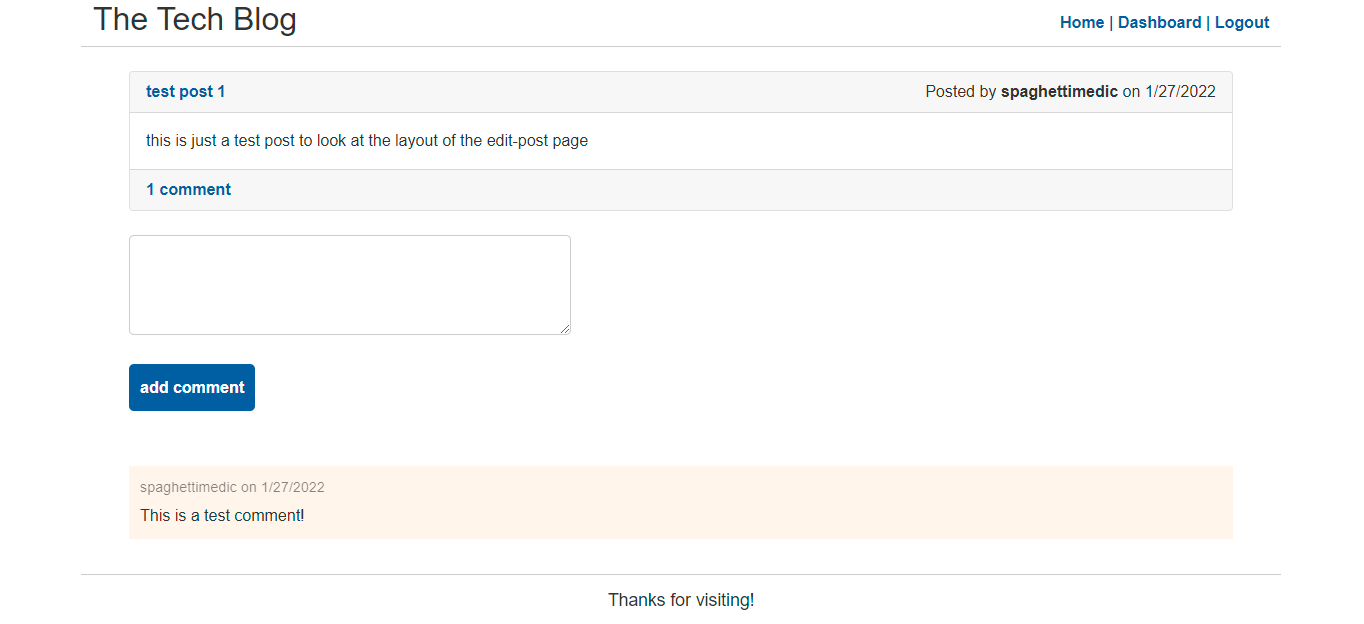 The Tech Blog
Home | Dashboard | Logout
test post 1
Posted by spaghettimedic on 1/27/2022
this is just a test post to look at the layout of the edit-post page
1 comment
add comment
spaghettimedic on 1/27/2022
This is a test comment!
Thanks for visiting!